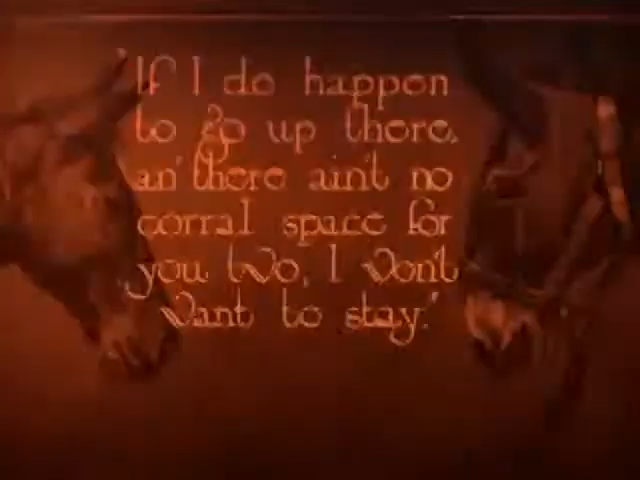 "If I do happen
to go up there,
an' there ain't no
corral space for
you two, I won't
want to stay."